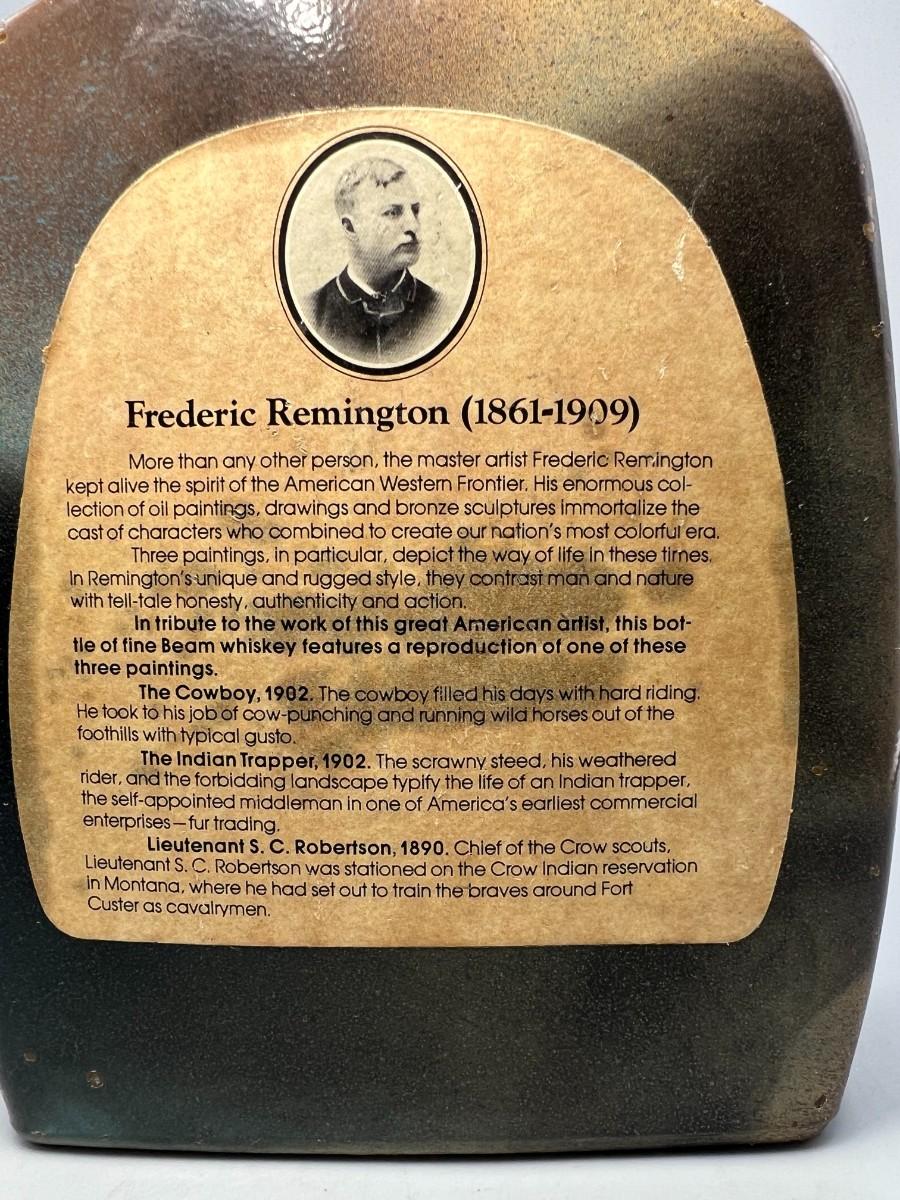 Frederic Remington (1861-1909)
More than any other person, the master artist Frederic Remington
kept alive the spirit of the American Western Frontier. His enormous col-
lection of oil paintings, drawings and bronze sculptures immortalize the
cast of characters who combined to create our nation's most colorful era.
Three paintings, in particular, depict the way of life in these times.
In Remington's unique and rugged style, they contrast man and nature
with tell-tale honesty, authenticity and action.
In tribute to the work of this great American artist, this bot-
tle of fine Beam whiskey features a reproduction of one of these
three paintings.
The Cowboy, 1902. The cowboy filled his days with hard riding.
He took to his job of cow-punching and running wild horses out of the
foothills with typical gusto.
The Indian Trapper, 1902. The scrawny steed, his weathered
rider, and the forbidding landscape typify the life of an Indian trapper,
the self-appointed middleman in one of America's earliest commercial
enterprises—fur trading.
Lieutenant S. C. Robertson, 1890. Chief of the Crow scouts,
Lieutenant S. C. Robertson was stationed on the Crow Indian reservation
in Montana, where he had set out to train the braves around Fort
Custer as cavalrymen.